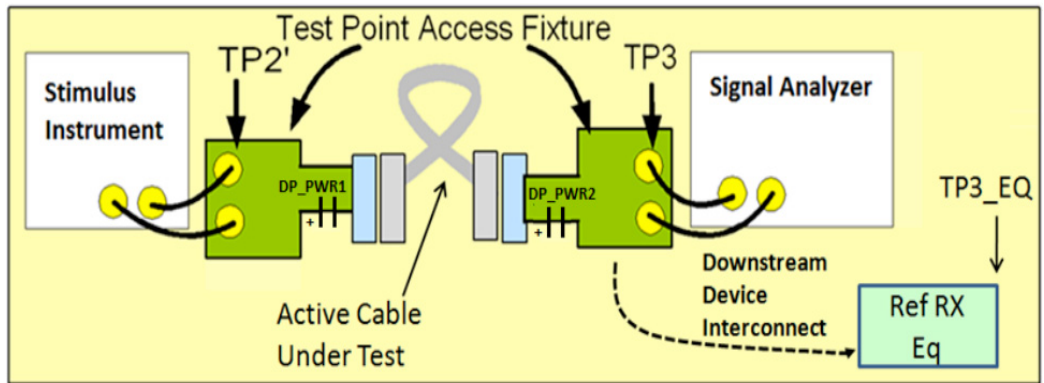 Test Point Access Fixture
TP2'
TP3
Stimulus
Instrument
Signal Analyzer
DP_PWR1
+
DP_PWR2
+
TP3_EQ
Active Cable
Under Test
Downstream
Device
Interconnect
Ref RX
Eq